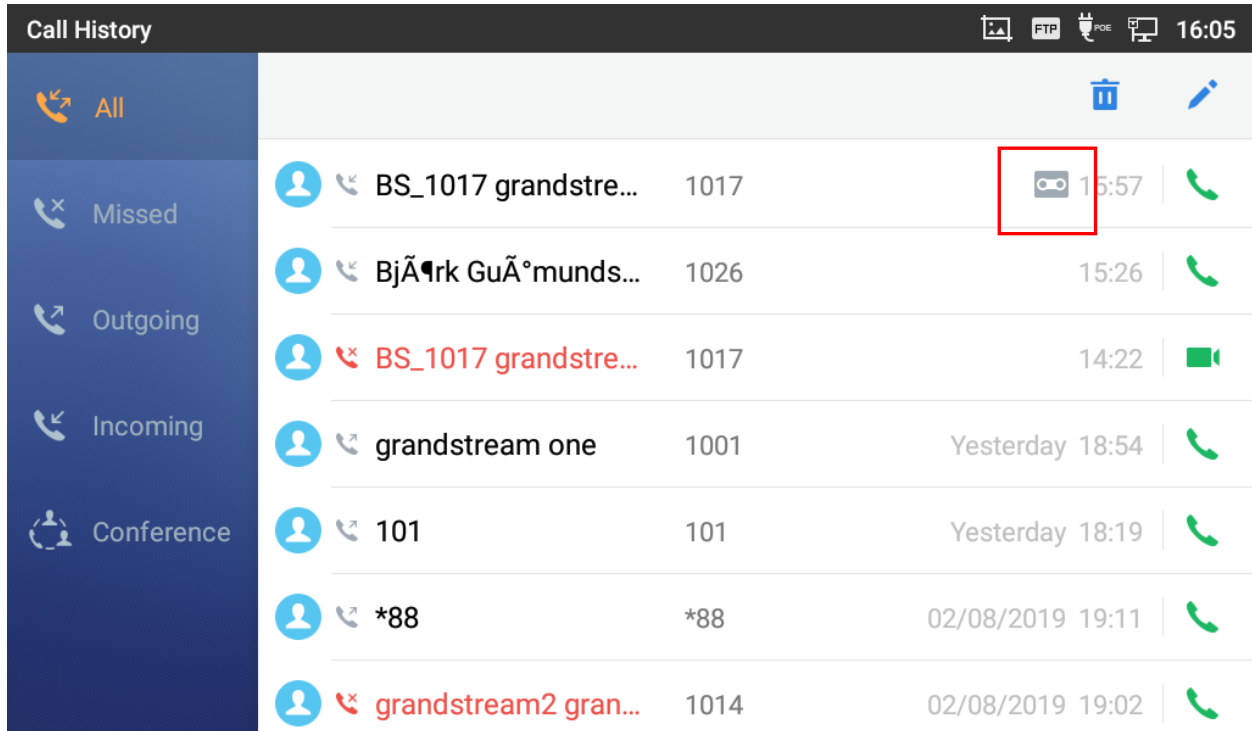 Call History FTP POE 16:05
All
Missed
Outgoing
Incoming
Conference
BS_1017 grandstre... 1017 15:57
BjÃ¶rk GuÃ°munds... 1026 15:26
BS_1017 grandstre... 1017 14:22
grandstream one 1001 Yesterday 18:54
101 101 Yesterday 18:19
*88 *88 02/08/2019 19:11
grandstream2 gran... 1014 02/08/2019 19:02